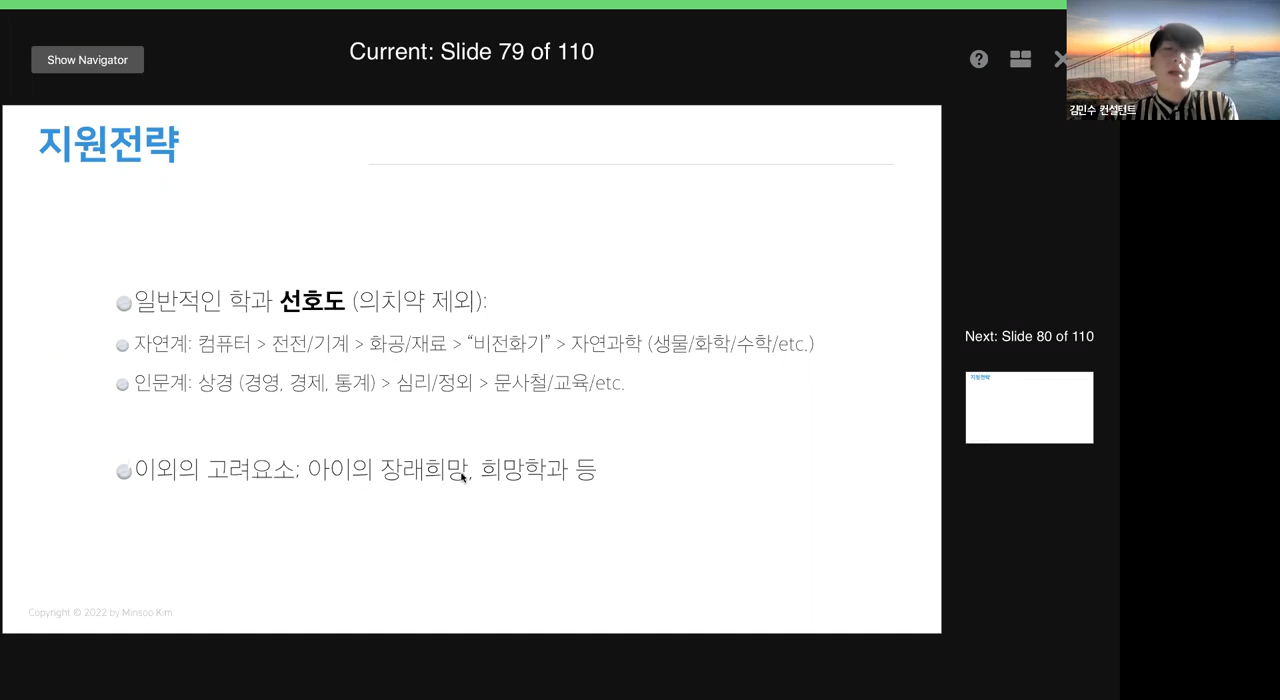 Show Navigator
Current: Slide 79 of 110
김민수 컨설턴트
지원전략
일반적인 학과 선호도 (의치약 제외):
자연계: 컴퓨터 > 전전/기계 > 화공/재료 > “비전화기” > 자연과학 (생물/화학/수학/etc.)
인문계: 상경 (경영, 경제, 통계) > 심리/정외 > 문사철/교육/etc.
이외의 고려요소; 아이의 장래희망, 희망학과 등
Copyright © 2022 by Minsoo Kim
Next: Slide 80 of 110
지원전략